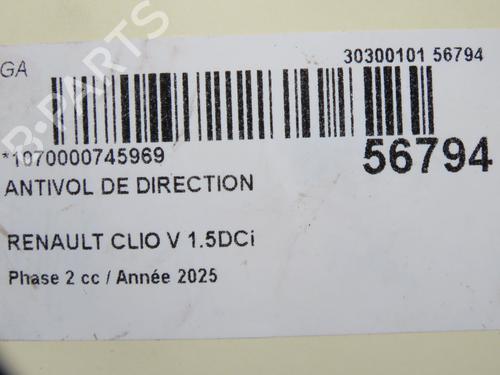 GA
30300101 56794
*1070000745969
56794
ANTIVOL DE DIRECTION
RENAULT CLIO V 1.5DCi
Phase 2 cc / Année 2025
B-PARTS